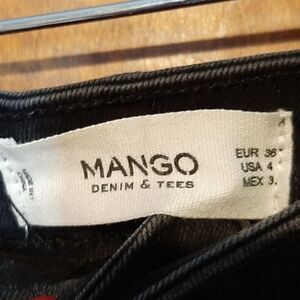 MANGO
DENIM & TEES
EUR 36
USA 4
MEX 3